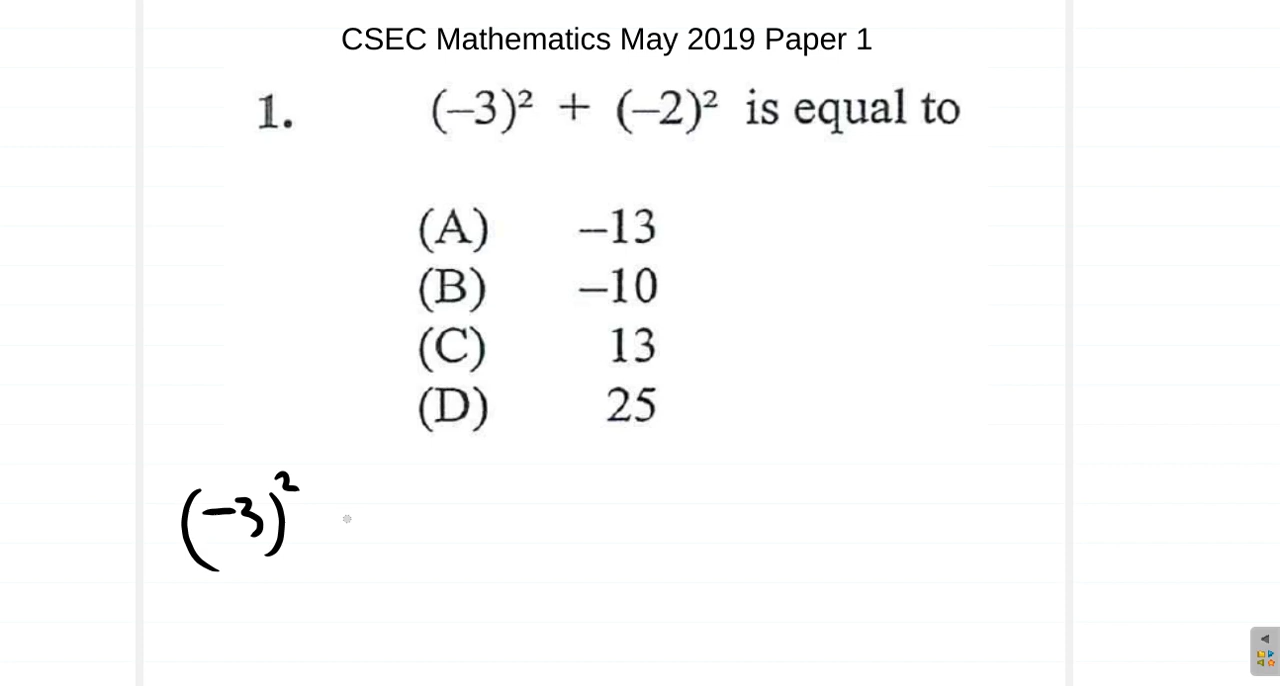 CSEC Mathematics May 2019 Paper 1
1. (–3)² + (–2)² is equal to
(A) –13
(B) –10
(C) 13
(D) 25
(-3)²